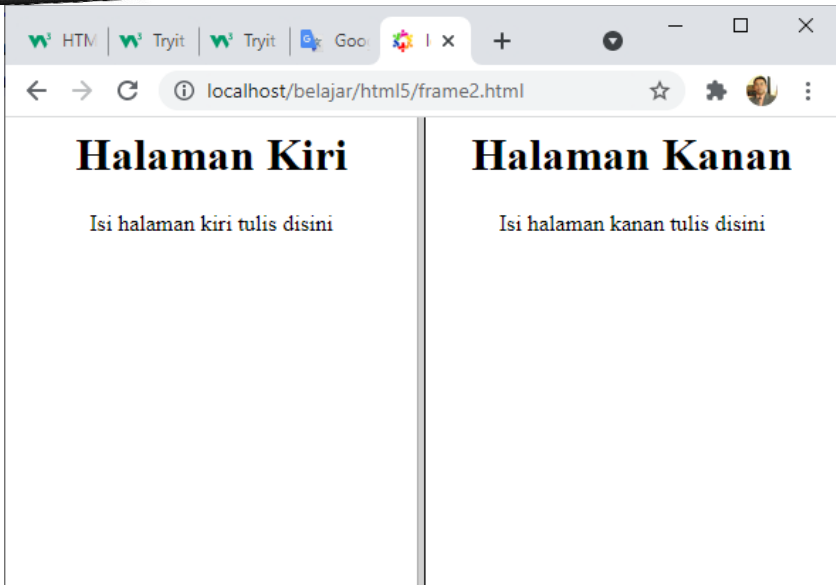 HTM Tryit Tryit Goo
localhost/belajar/html5/frame2.html
Halaman Kiri
Isi halaman kiri tulis disini
Halaman Kanan
Isi halaman kanan tulis disini